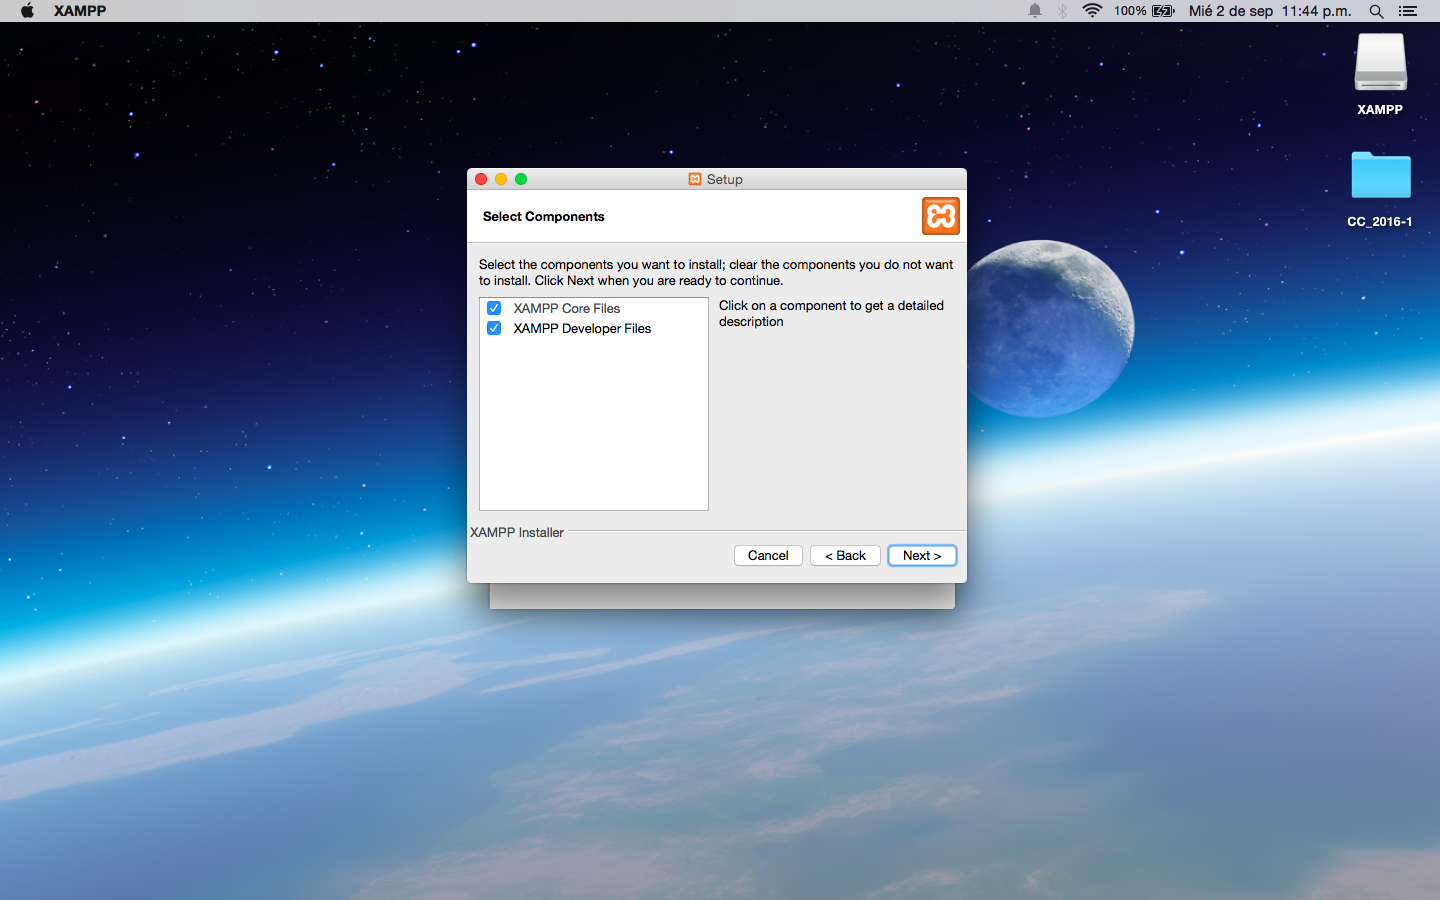 XAMPP
100%
Mié 2 de sep 11:44 p.m.
XAMPP
CC_2016-1
Setup
Select Components
Select the components you want to install; clear the components you do not want
to install. Click Next when you are ready to continue.
XAMPP Core Files
XAMPP Developer Files
Click on a component to get a detailed
description
XAMPP Installer
Cancel
< Back
Next >